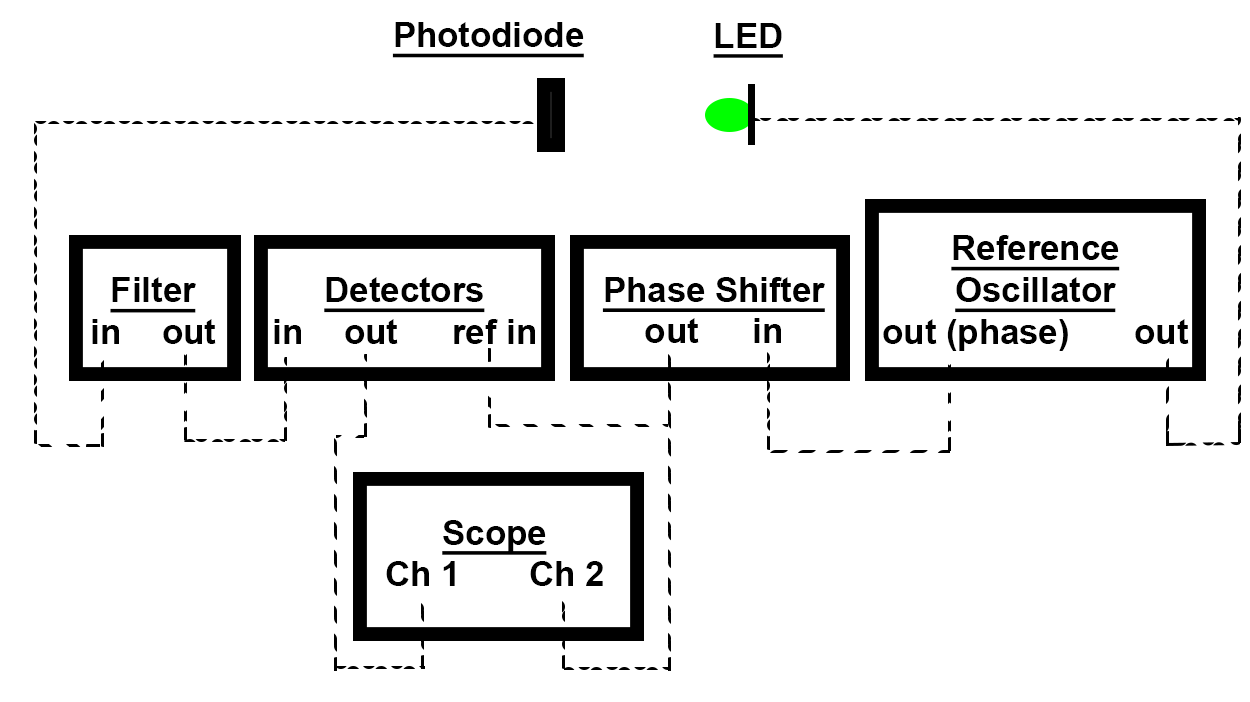 Photodiode
LED
Filter
in out
Detectors
in out ref in
Phase Shifter
out in
Reference
Oscillator
out (phase) out
Scope
Ch 1 Ch 2